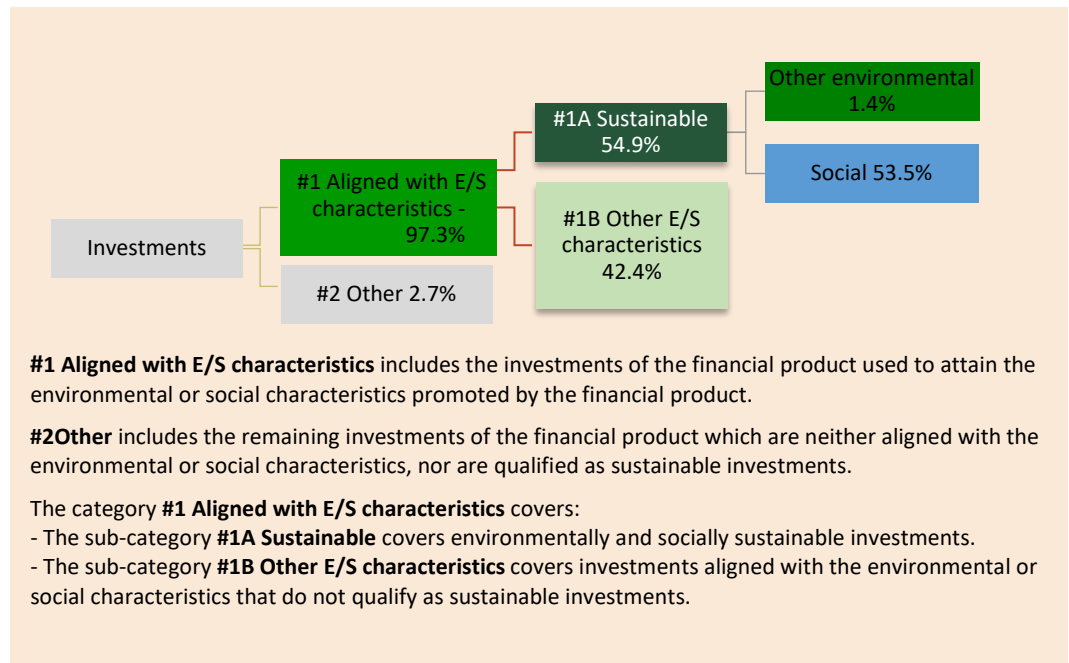 Other environmental
1.4%
#1A Sustainable
54.9%
Social 53.5%
#1 Aligned with E/S
characteristics -
97.3%
#1B Other E/S
characteristics
42.4%
Investments
#2 Other 2.7%
#1 Aligned with E/S characteristics includes the investments of the financial product used to attain the
environmental or social characteristics promoted by the financial product.
#2Other includes the remaining investments of the financial product which are neither aligned with the
environmental or social characteristics, nor are qualified as sustainable investments.
The category #1 Aligned with E/S characteristics covers:
- The sub-category #1A Sustainable covers environmentally and socially sustainable investments.
- The sub-category #1B Other E/S characteristics covers investments aligned with the environmental or
social characteristics that do not qualify as sustainable investments.